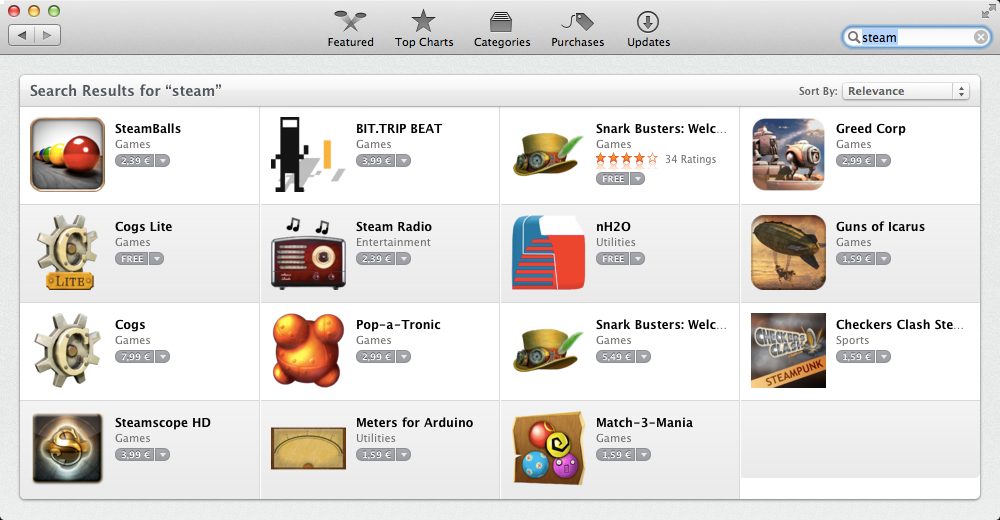 Featured
Top Charts
Categories
Purchases
Updates
steam
Search Results for “steam”
Sort By:
Relevance
SteamBalls
Games
2,39 €
BIT.TRIP BEAT
Games
3,99 €
Snark Busters: Welc...
Games
34 Ratings
FREE
Greed Corp
Games
2,99 €
LITE
Cogs Lite
Games
FREE
Steam Radio
Entertainment
2,39 €
nH2O
Utilities
FREE
Guns of Icarus
Games
1,59 €
Cogs
Games
7,99 €
Pop-a-Tronic
Games
2,99 €
Snark Busters: Welc...
Games
5,49 €
CHECKERS
CLASH
STEAMPUNK
Checkers Clash Ste...
Sports
1,59 €
S
Steamscope HD
Games
3,99 €
Meters for Arduino
Utilities
1,59 €
Match-3-Mania
Games
1,59 €